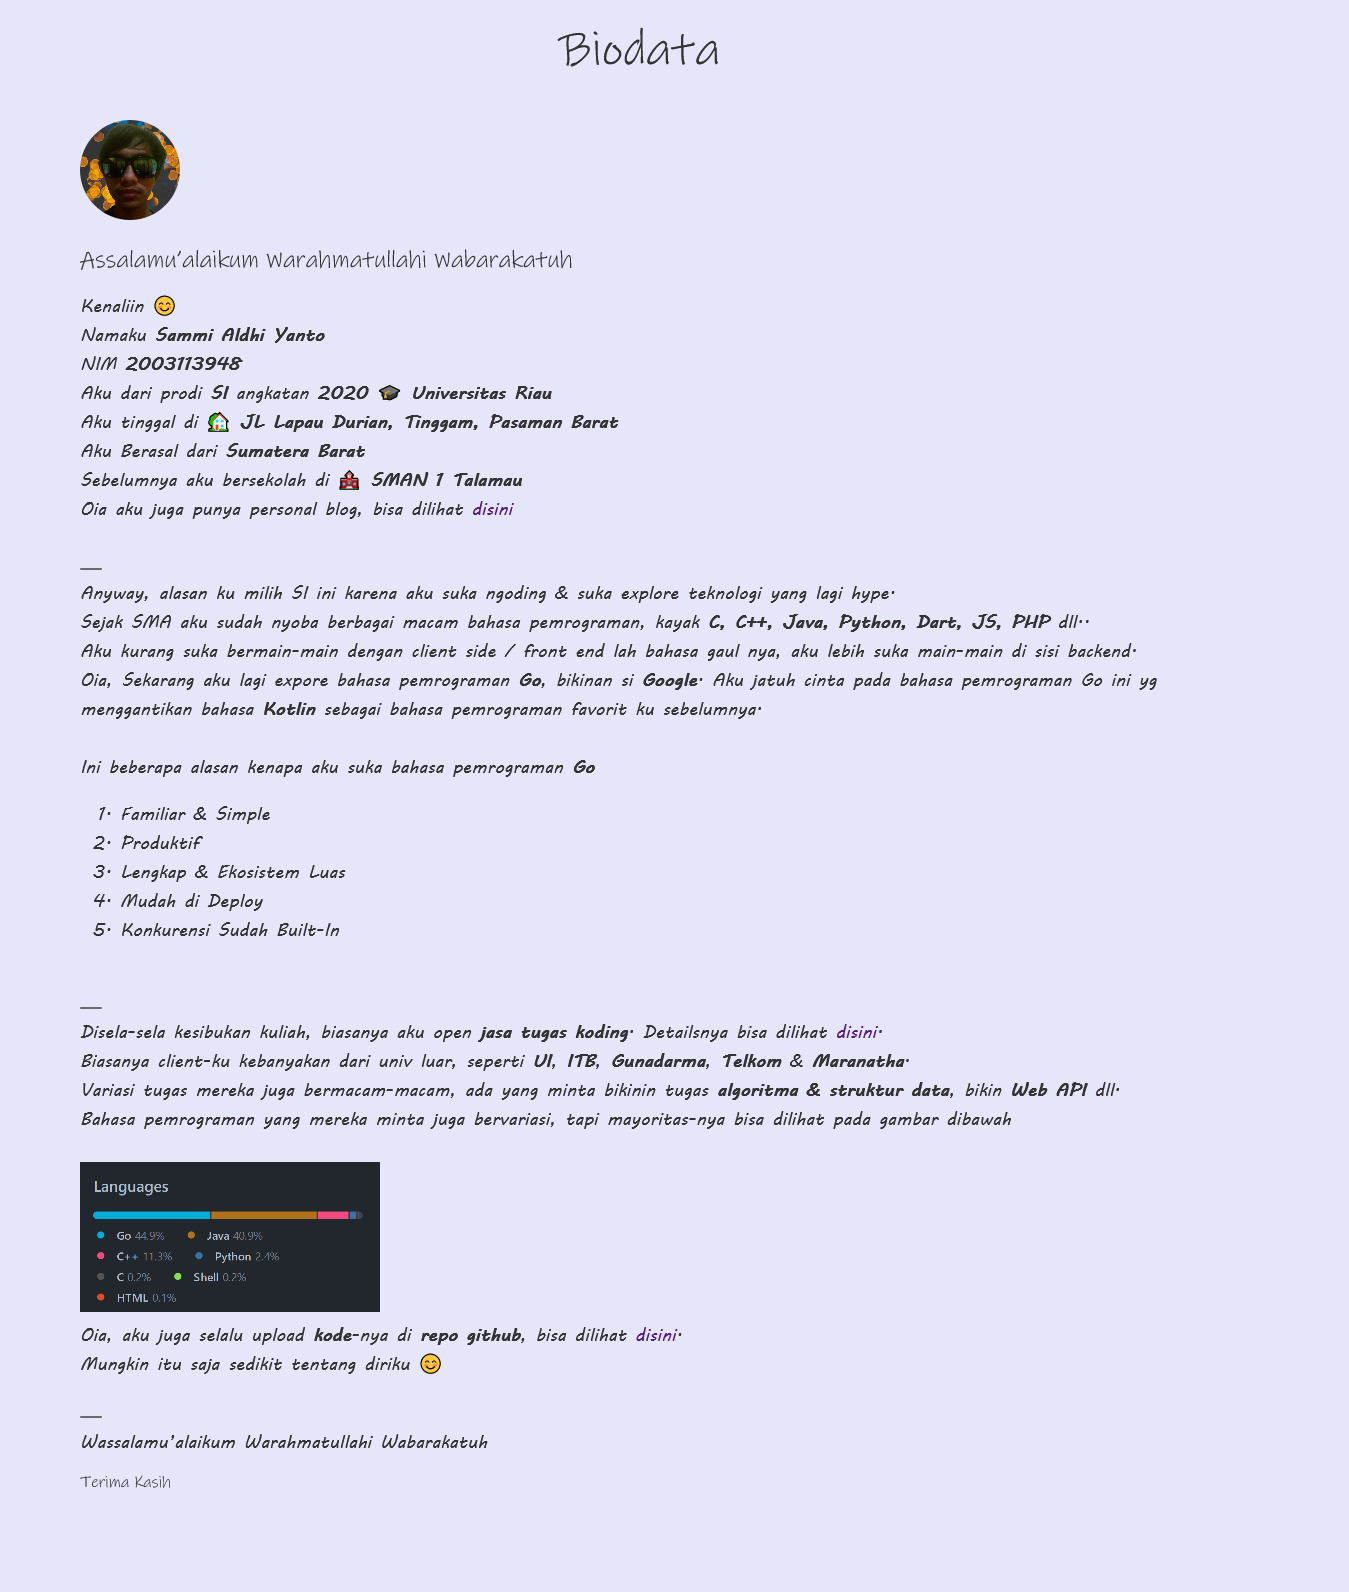 Biodata
Assalamu'alaikum Warahmatullahi Wabarakatuh
Kenaliin 😊
Namaku Sammi Aldhi Yanto
NIM 2003113948
Aku dari prodi SI angkatan 2020 🎓 Universitas Riau
Aku tinggal di 🏡 JL Lapau Durian, Tinggam, Pasaman Barat
Aku Berasal dari Sumatera Barat
Sebelumnya aku bersekolah di 🏫 SMAN 1 Talamau
Oia aku juga punya personal blog, bisa dilihat disini
__
Anyway, alasan ku milih SI ini karena aku suka ngoding & suka explore teknologi yang lagi hype.
Sejak SMA aku sudah nyoba berbagai macam bahasa pemrograman, kayak C, C++, Java, Python, Dart, JS, PHP dll..
Aku kurang suka bermain-main dengan client side / front end lah bahasa gaul nya, aku lebih suka main-main di sisi backend.
Oia, Sekarang aku lagi expore bahasa pemrograman Go, bikinan si Google. Aku jatuh cinta pada bahasa pemrograman Go ini yg
menggantikan bahasa Kotlin sebagai bahasa pemrograman favorit ku sebelumnya.
Ini beberapa alasan kenapa aku suka bahasa pemrograman Go
1. Familiar & Simple
2. Produktif
3. Lengkap & Ekosistem Luas
4. Mudah di Deploy
5. Konkurensi Sudah Built-In
__
Disela-sela kesibukan kuliah, biasanya aku open jasa tugas koding. Detailsnya bisa dilihat disini.
Biasanya client-ku kebanyakan dari univ luar, seperti UI, ITB, Gunadarma, Telkom & Maranatha.
Variasi tugas mereka juga bermacam-macam, ada yang minta bikinin tugas algoritma & struktur data, bikin Web API dll.
Bahasa pemrograman yang mereka minta juga bervariasi, tapi mayoritas-nya bisa dilihat pada gambar dibawah
Languages
Go 44.9% Java 40.9%
C++ 11.3% Python 2.4%
C 0.2% Shell 0.2%
HTML 0.1%
Oia, aku juga selalu upload kode-nya di repo github, bisa dilihat disini.
Mungkin itu saja sedikit tentang diriku 😊
__
Wassalamu'alaikum Warahmatullahi Wabarakatuh
Terima Kasih